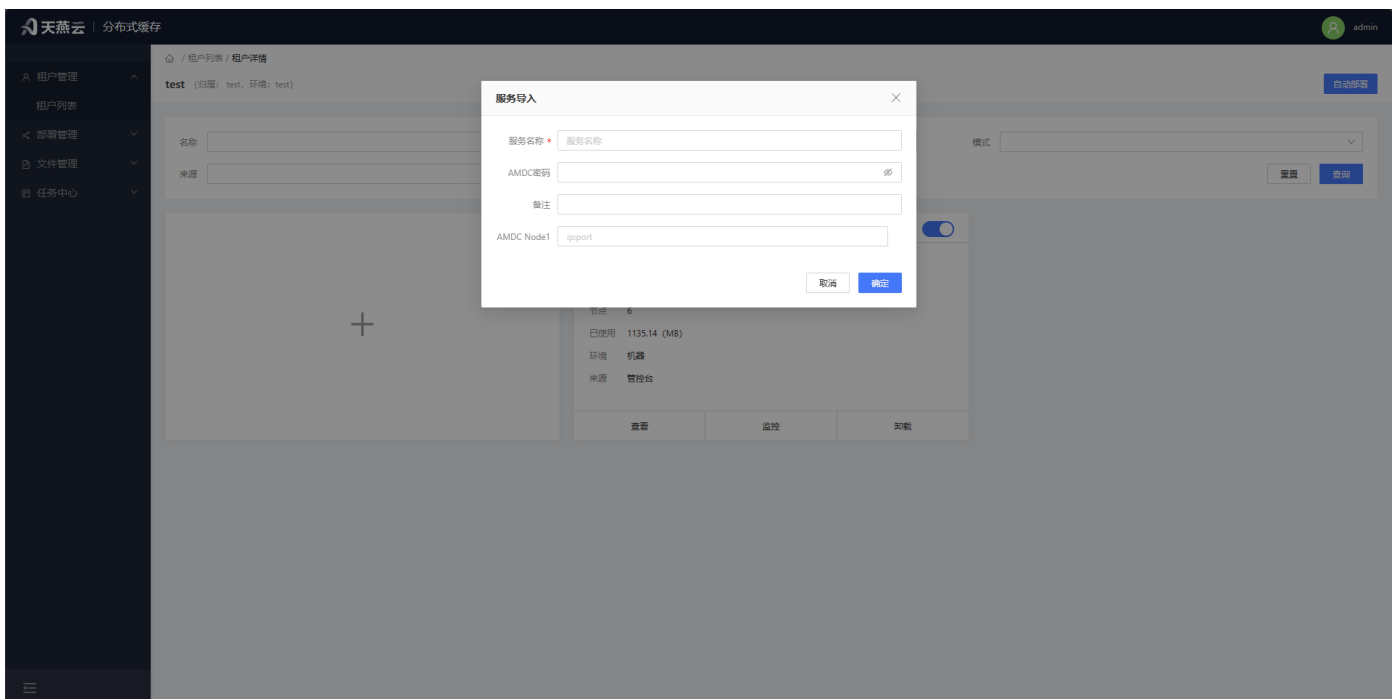 天燕云 | 分布式缓存
admin
租户管理
租户列表
部署管理
文件管理
任务中心
/ 租户列表 / 租户详情
test (归属: test、环境: test)
自动部署
名称
模式
来源
重置
查询
服务导入
服务名称 *
服务名称
AMDC密码
备注
AMDC Node1
ip:port
取消
确定
节点 6
已使用 1135.14 (MB)
环境 机器
来源 管控台
查看
监控
卸载